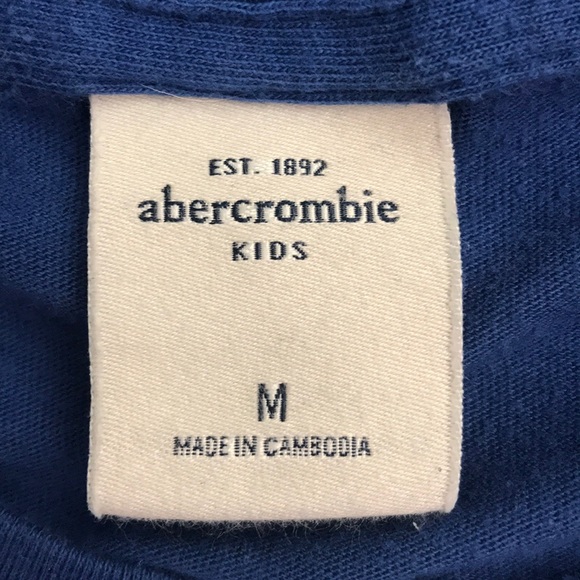 EST. 1892
abercrombie
KIDS
M
MADE IN CAMBODIA